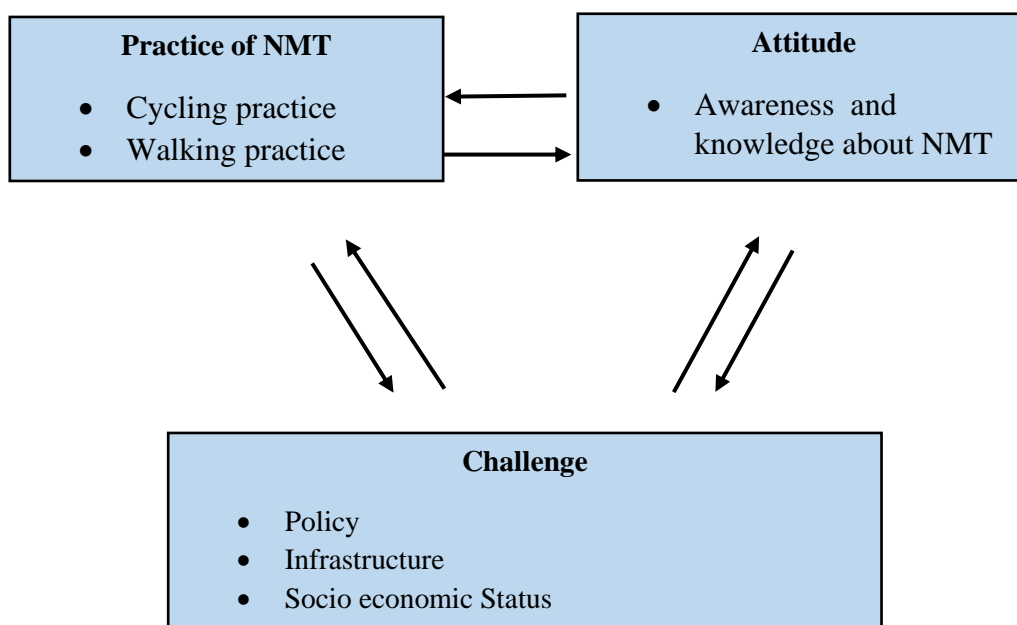 Practice of NMT
• Cycling practice
• Walking practice
Attitude
• Awareness and
knowledge about NMT
Challenge
• Policy
• Infrastructure
• Socio economic Status